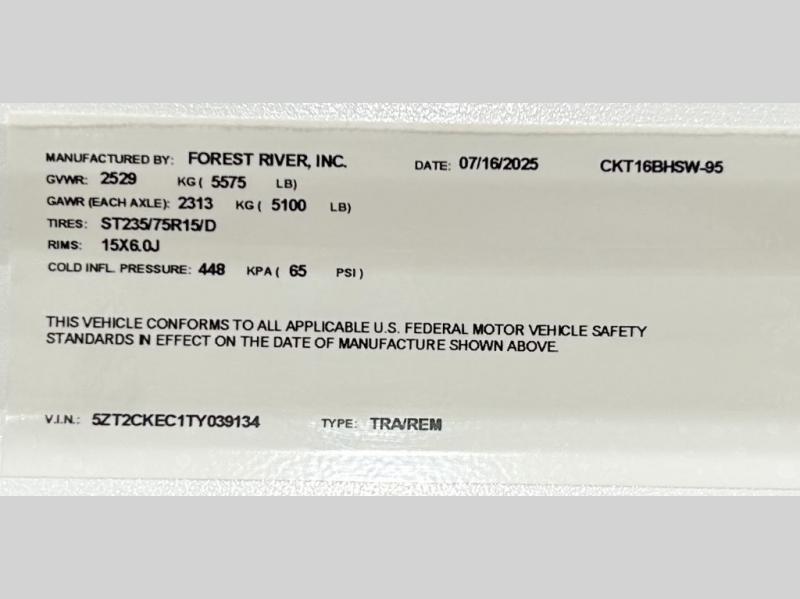 MANUFACTURED BY: FOREST RIVER, INC. DATE: 07/16/2025 CKT16BHSW-95
GVWR: 2529 KG ( 5575 LB)
GAWR (EACH AXLE): 2313 KG ( 5100 LB)
TIRES: ST235/75R15/D
RIMS: 15X6.0J
COLD INFL. PRESSURE: 448 KPA ( 65 PSI )
THIS VEHICLE CONFORMS TO ALL APPLICABLE U.S. FEDERAL MOTOR VEHICLE SAFETY
STANDARDS IN EFFECT ON THE DATE OF MANUFACTURE SHOWN ABOVE.
V.I.N.: 5ZT2CKEC1TY039134 TYPE: TRA/REM